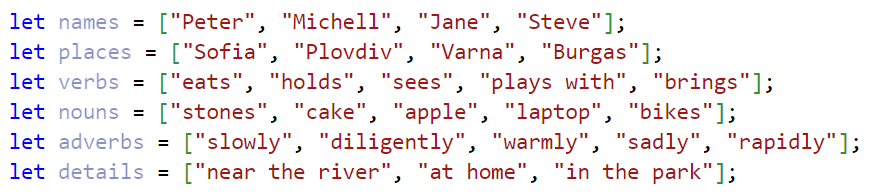 let names = ["Peter", "Michell", "Jane", "Steve"];
let places = ["Sofia", "Plovdiv", "Varna", "Burgas"];
let verbs = ["eats", "holds", "sees", "plays with", "brings"];
let nouns = ["stones", "cake", "apple", "laptop", "bikes"];
let adverbs = ["slowly", "diligently", "warmly", "sadly", "rapidly"];
let details = ["near the river", "at home", "in the park"];